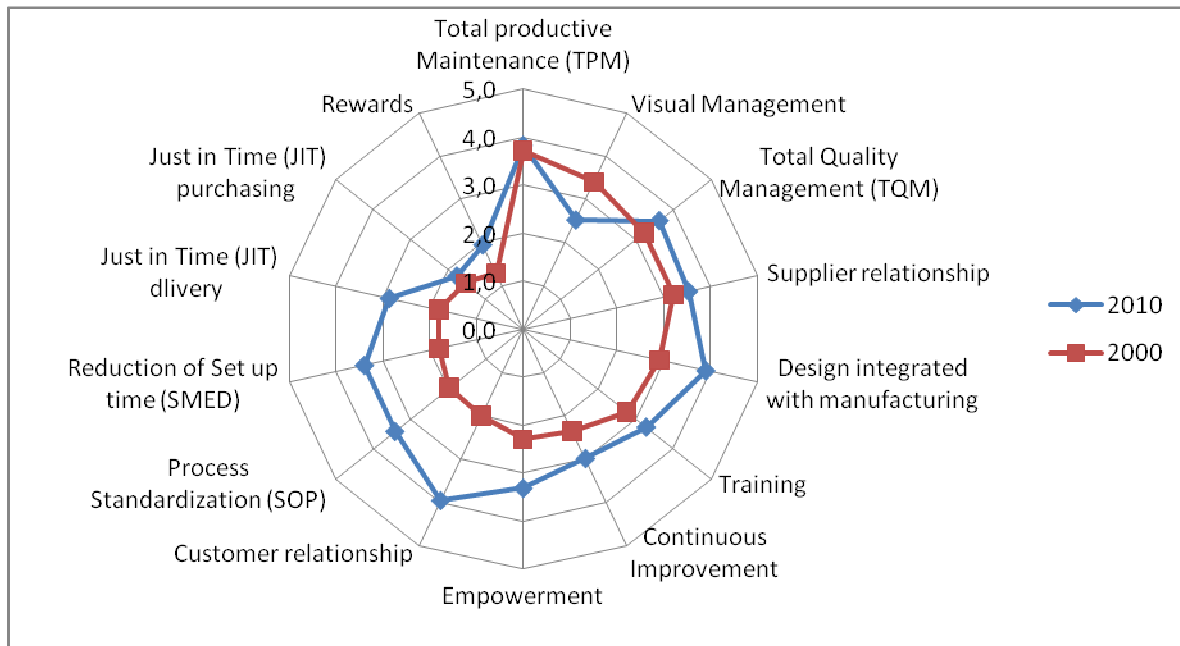 Total productive
Maintenance (TPM)
Visual Management
Total Quality
Management (TQM)
Supplier relationship
Design integrated
with manufacturing
Training
Continuous
Improvement
Empowerment
Customer relationship
Process
Standardization (SOP)
Reduction of Set up
time (SMED)
Just in Time (JIT)
dlivery
Just in Time (JIT)
purchasing
Rewards
5,0
4,0
3,0
2,0
1,0
0,0
2010
2000